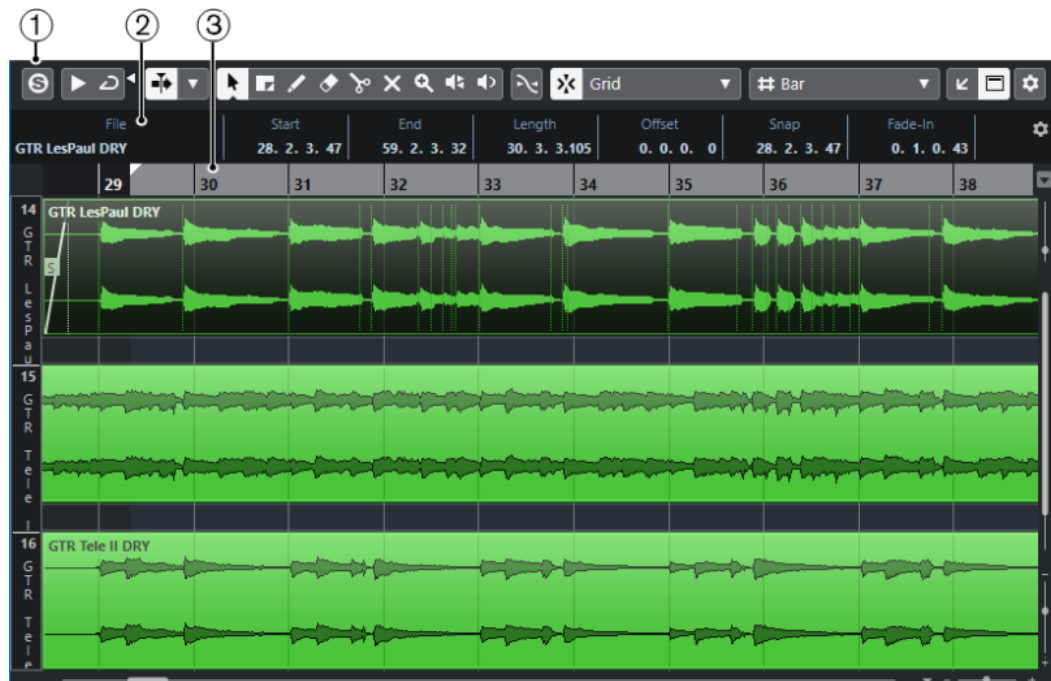 1 2 3
S Grid Bar
File Start End Length Offset Snap Fade-In
GTR LesPaul DRY 28. 2. 3. 47 59. 2. 3. 32 30. 3. 3.105 0. 0. 0. 0 28. 2. 3. 47 0. 1. 0. 43
29 30 31 32 33 34 35 36 37 38
14 GTR LesPaul DRY
G
T
R
S
L
e
s
P
a
u
15
G
T
R
T
e
l
e
I
16 GTR Tele II DRY
G
T
R
T
e
l
e